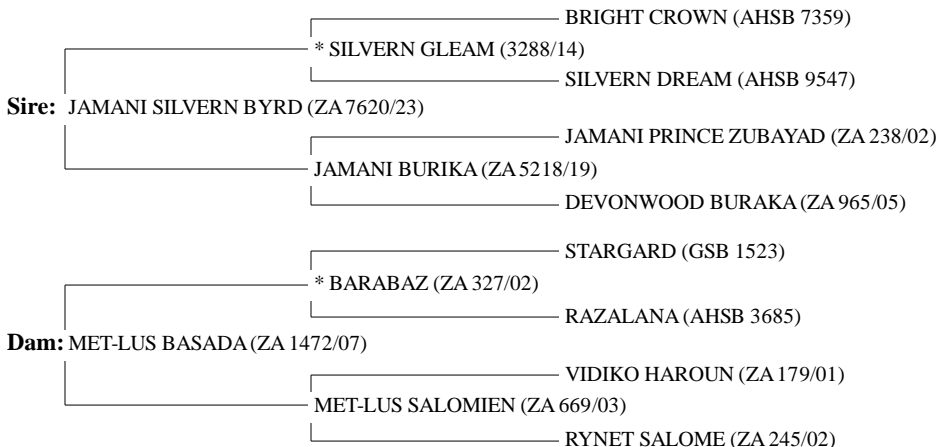 BRIGHT CROWN (AHSB 7359)
* SILVERN GLEAM (3288/14)
SILVERN DREAM (AHSB 9547)
Sire: JAMANI SILVERN BYRD (ZA 7620/23)
JAMANI PRINCE ZUBAYAD (ZA 238/02)
JAMANI BURIKA (ZA 5218/19)
DEVONWOOD BURAKA (ZA 965/05)
STARGARD (GSB 1523)
* BARABAZ (ZA 327/02)
RAZALANA (AHSB 3685)
Dam: MET-LUS BASADA (ZA 1472/07)
VIDIKO HAROUN (ZA 179/01)
MET-LUS SALOMIEN (ZA 669/03)
RYNET SALOME (ZA 245/02)